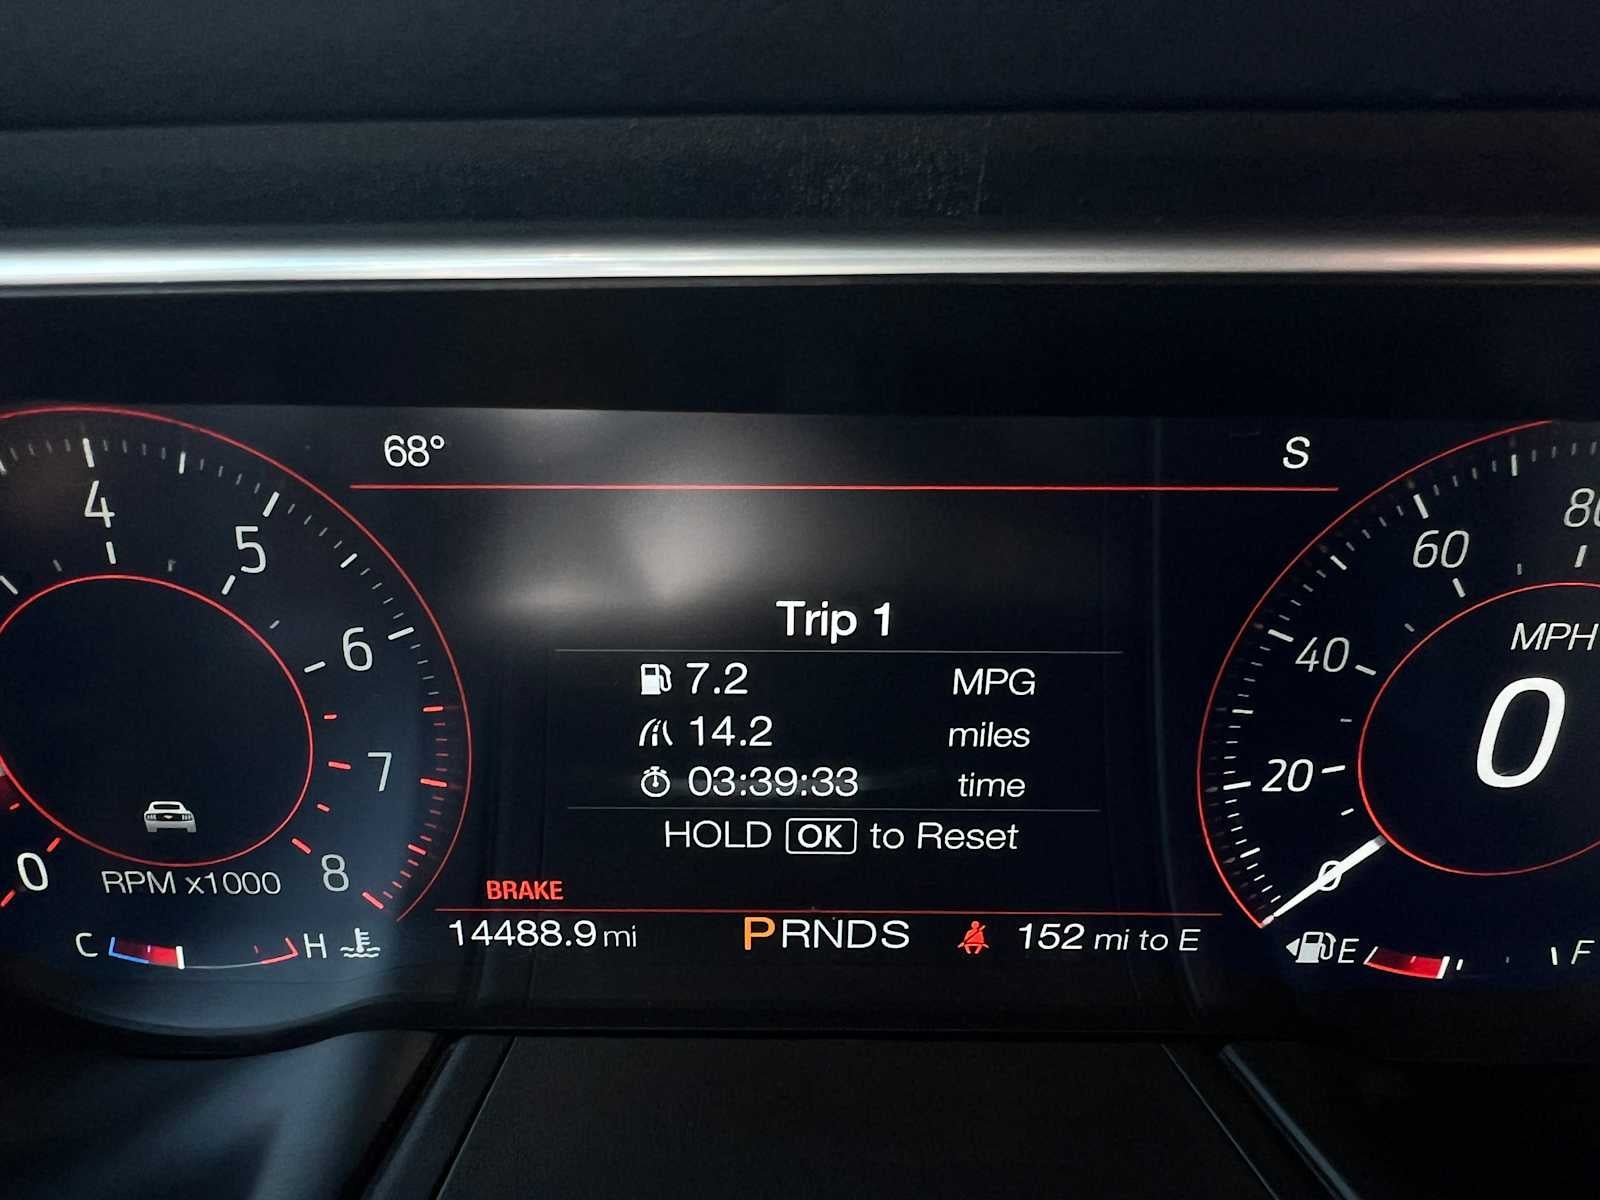 68°
S
4
5
6
7
8
0
RPM x1000
C
H
Trip 1
7.2 MPG
14.2 miles
03:39:33 time
HOLD OK to Reset
BRAKE
14488.9 mi
PRNDS
152 mi to E
80
60
40
20
0
MPH
0
E
F